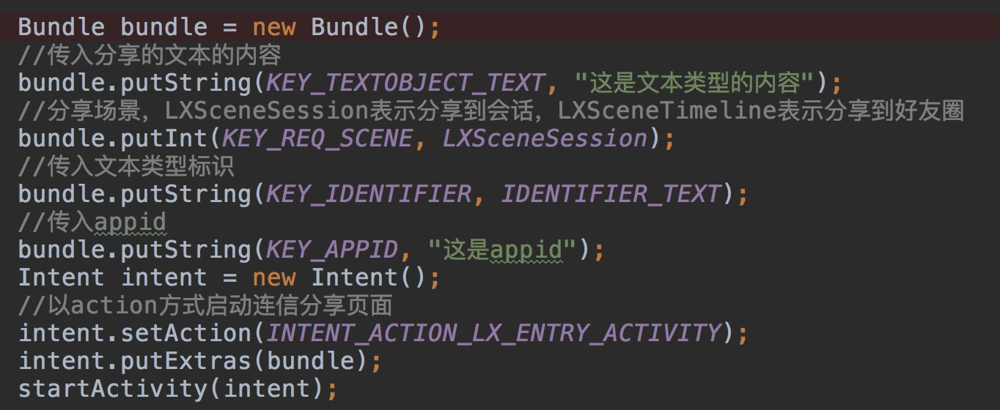 Bundle bundle = new Bundle();
//传入分享的文本的内容
bundle.putString(KEY_TEXTOBJECT_TEXT, "这是文本类型的内容");
//分享场景，LXSceneSession表示分享到会话，LXSceneTimeline表示分享到好友圈
bundle.putInt(KEY_REQ_SCENE, LXSceneSession);
//传入文本类型标识
bundle.putString(KEY_IDENTIFIER, IDENTIFIER_TEXT);
//传入appid
bundle.putString(KEY_APPID, "这是appid");
Intent intent = new Intent();
//以action方式启动连信分享页面
intent.setAction(INTENT_ACTION_LX_ENTRY_ACTIVITY);
intent.putExtras(bundle);
startActivity(intent);